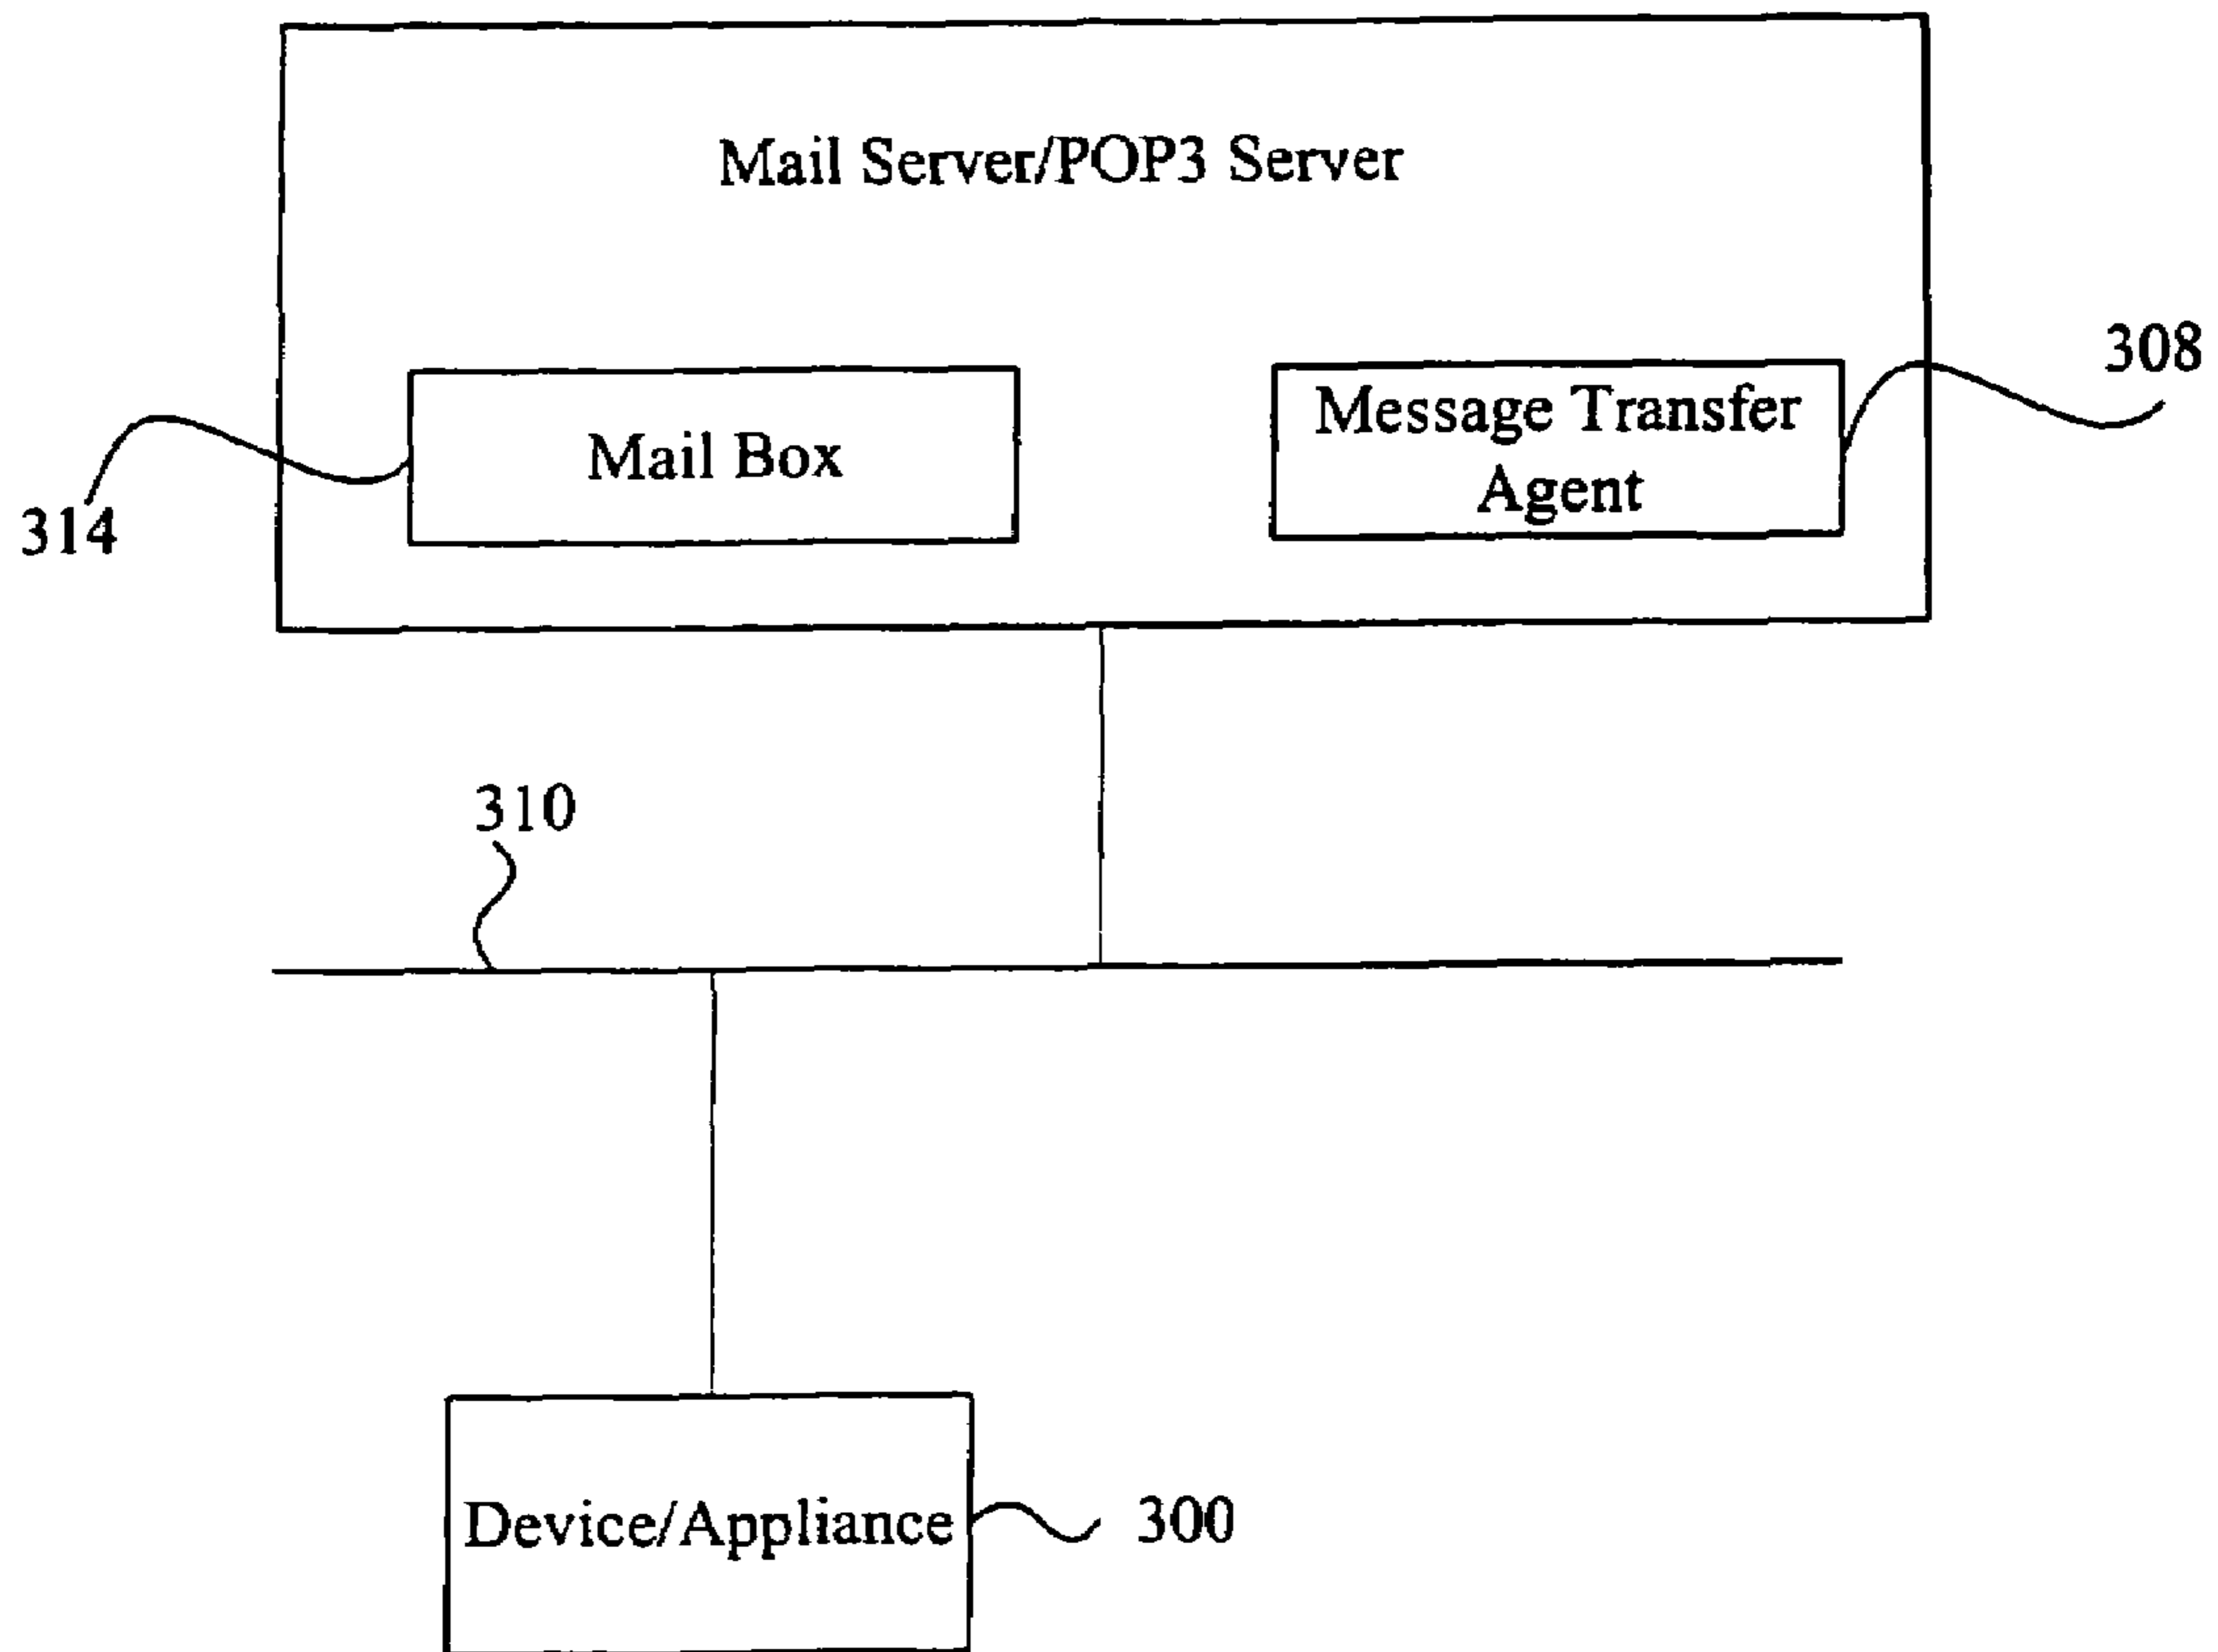 Mail Server/POP3 Server
308
Message Transfer
Agent
Mail Box
314
310
Device/Appliance
300